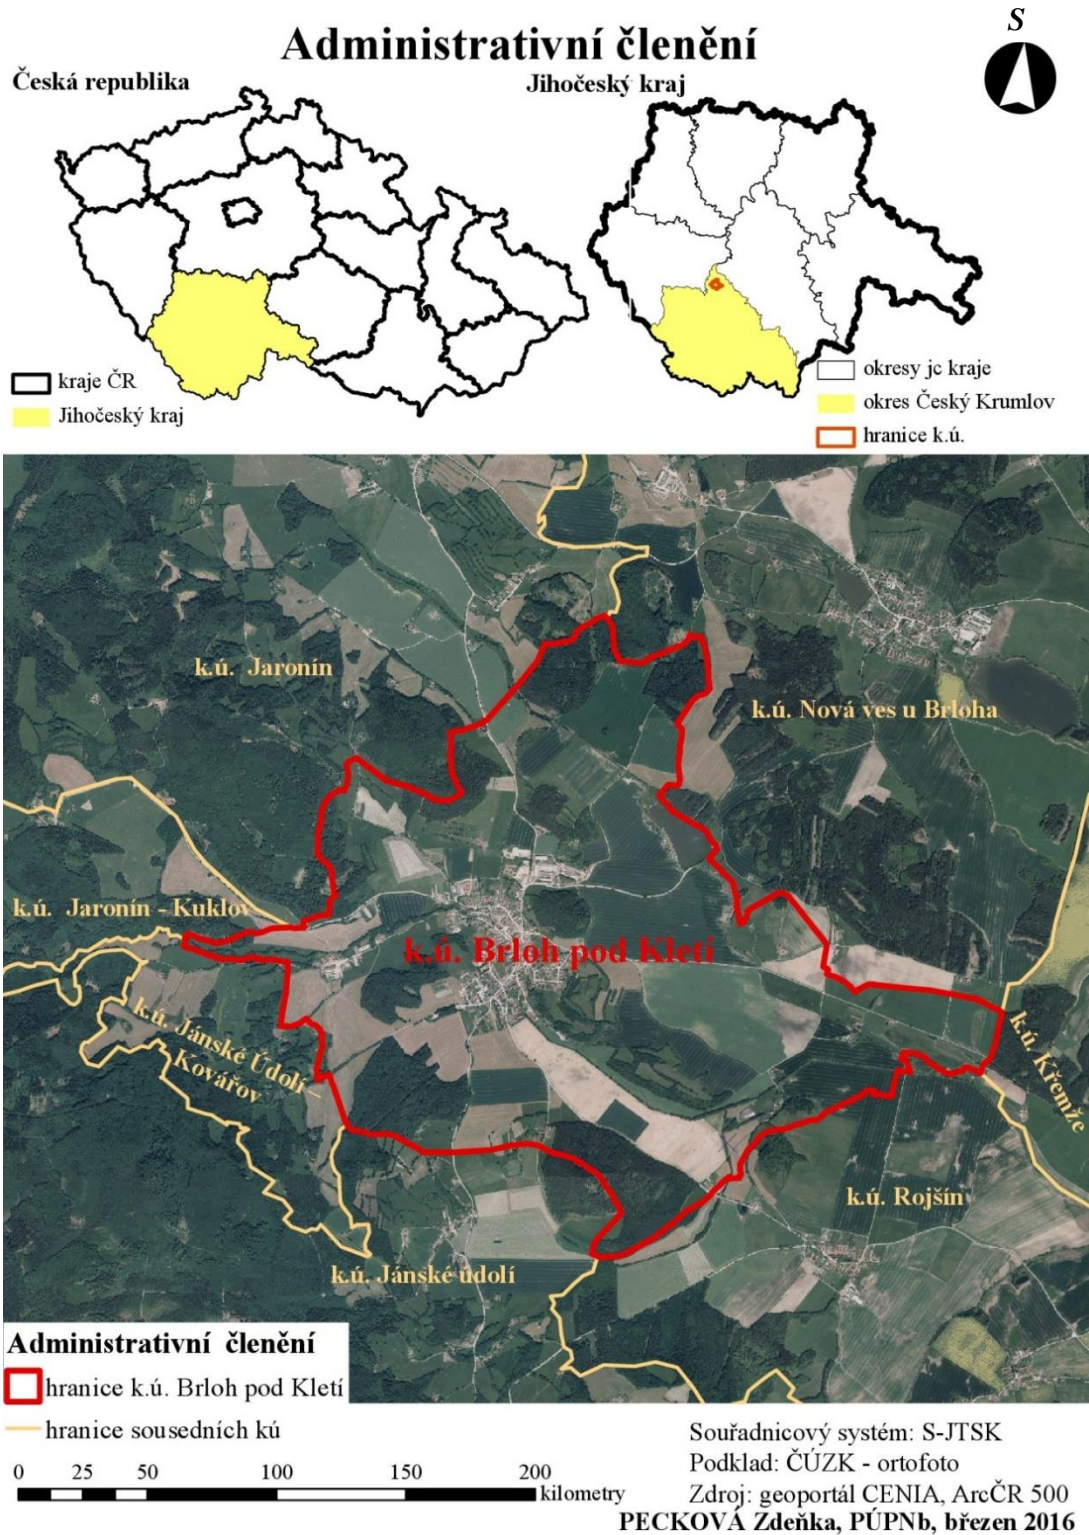 S
Administrativní členění
Česká republika
Jihočeský kraj
kraje ČR
Jihočeský kraj
okresy jc kraje
okres Český Krumlov
hranice k.ú.
k.ú. Jaronín
k.ú. Nová ves u Brloha
k.ú. Jaronín - Kuklov
k.ú. Brloh pod Kletí
k.ú. Jánské Údolí –
Kovářov
k.ú. Křemže
k.ú. Rojšín
k.ú. Jánské údolí
Administrativní členění
hranice k.ú. Brloh pod Kletí
hranice sousedních kú
0 25 50 100 150 200
kilometry
Souřadnicový systém: S-JTSK
Podklad: ČÚZK - ortofoto
Zdroj: geoportál CENIA, ArcČR 500
PECKOVÁ Zdeňka, PÚPNb, březen 2016